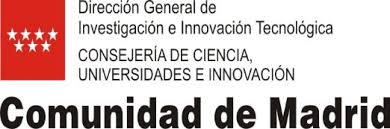 Dirección General de
Investigación e Innovación Tecnológica
CONSEJERÍA DE CIENCIA,
UNIVERSIDADES E INNOVACIÓN
Comunidad de Madrid